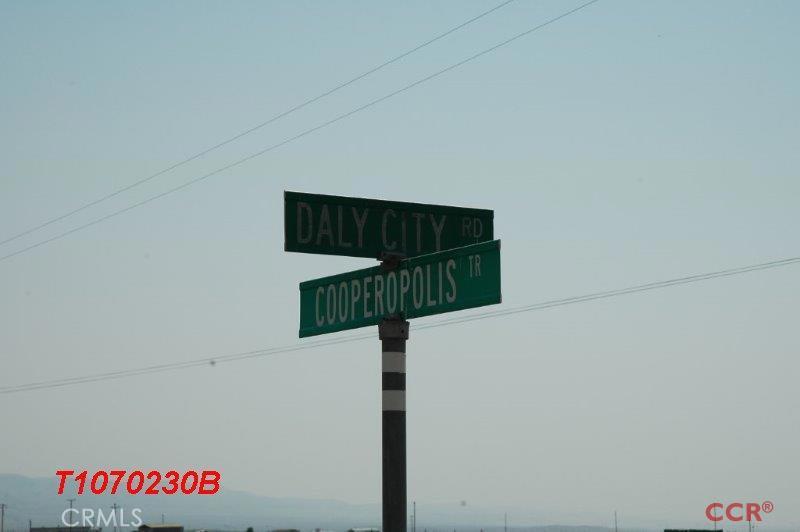 DALY CITY RD
COOPEROPOLIS TR
T1070230B
CRMLS
CCR®